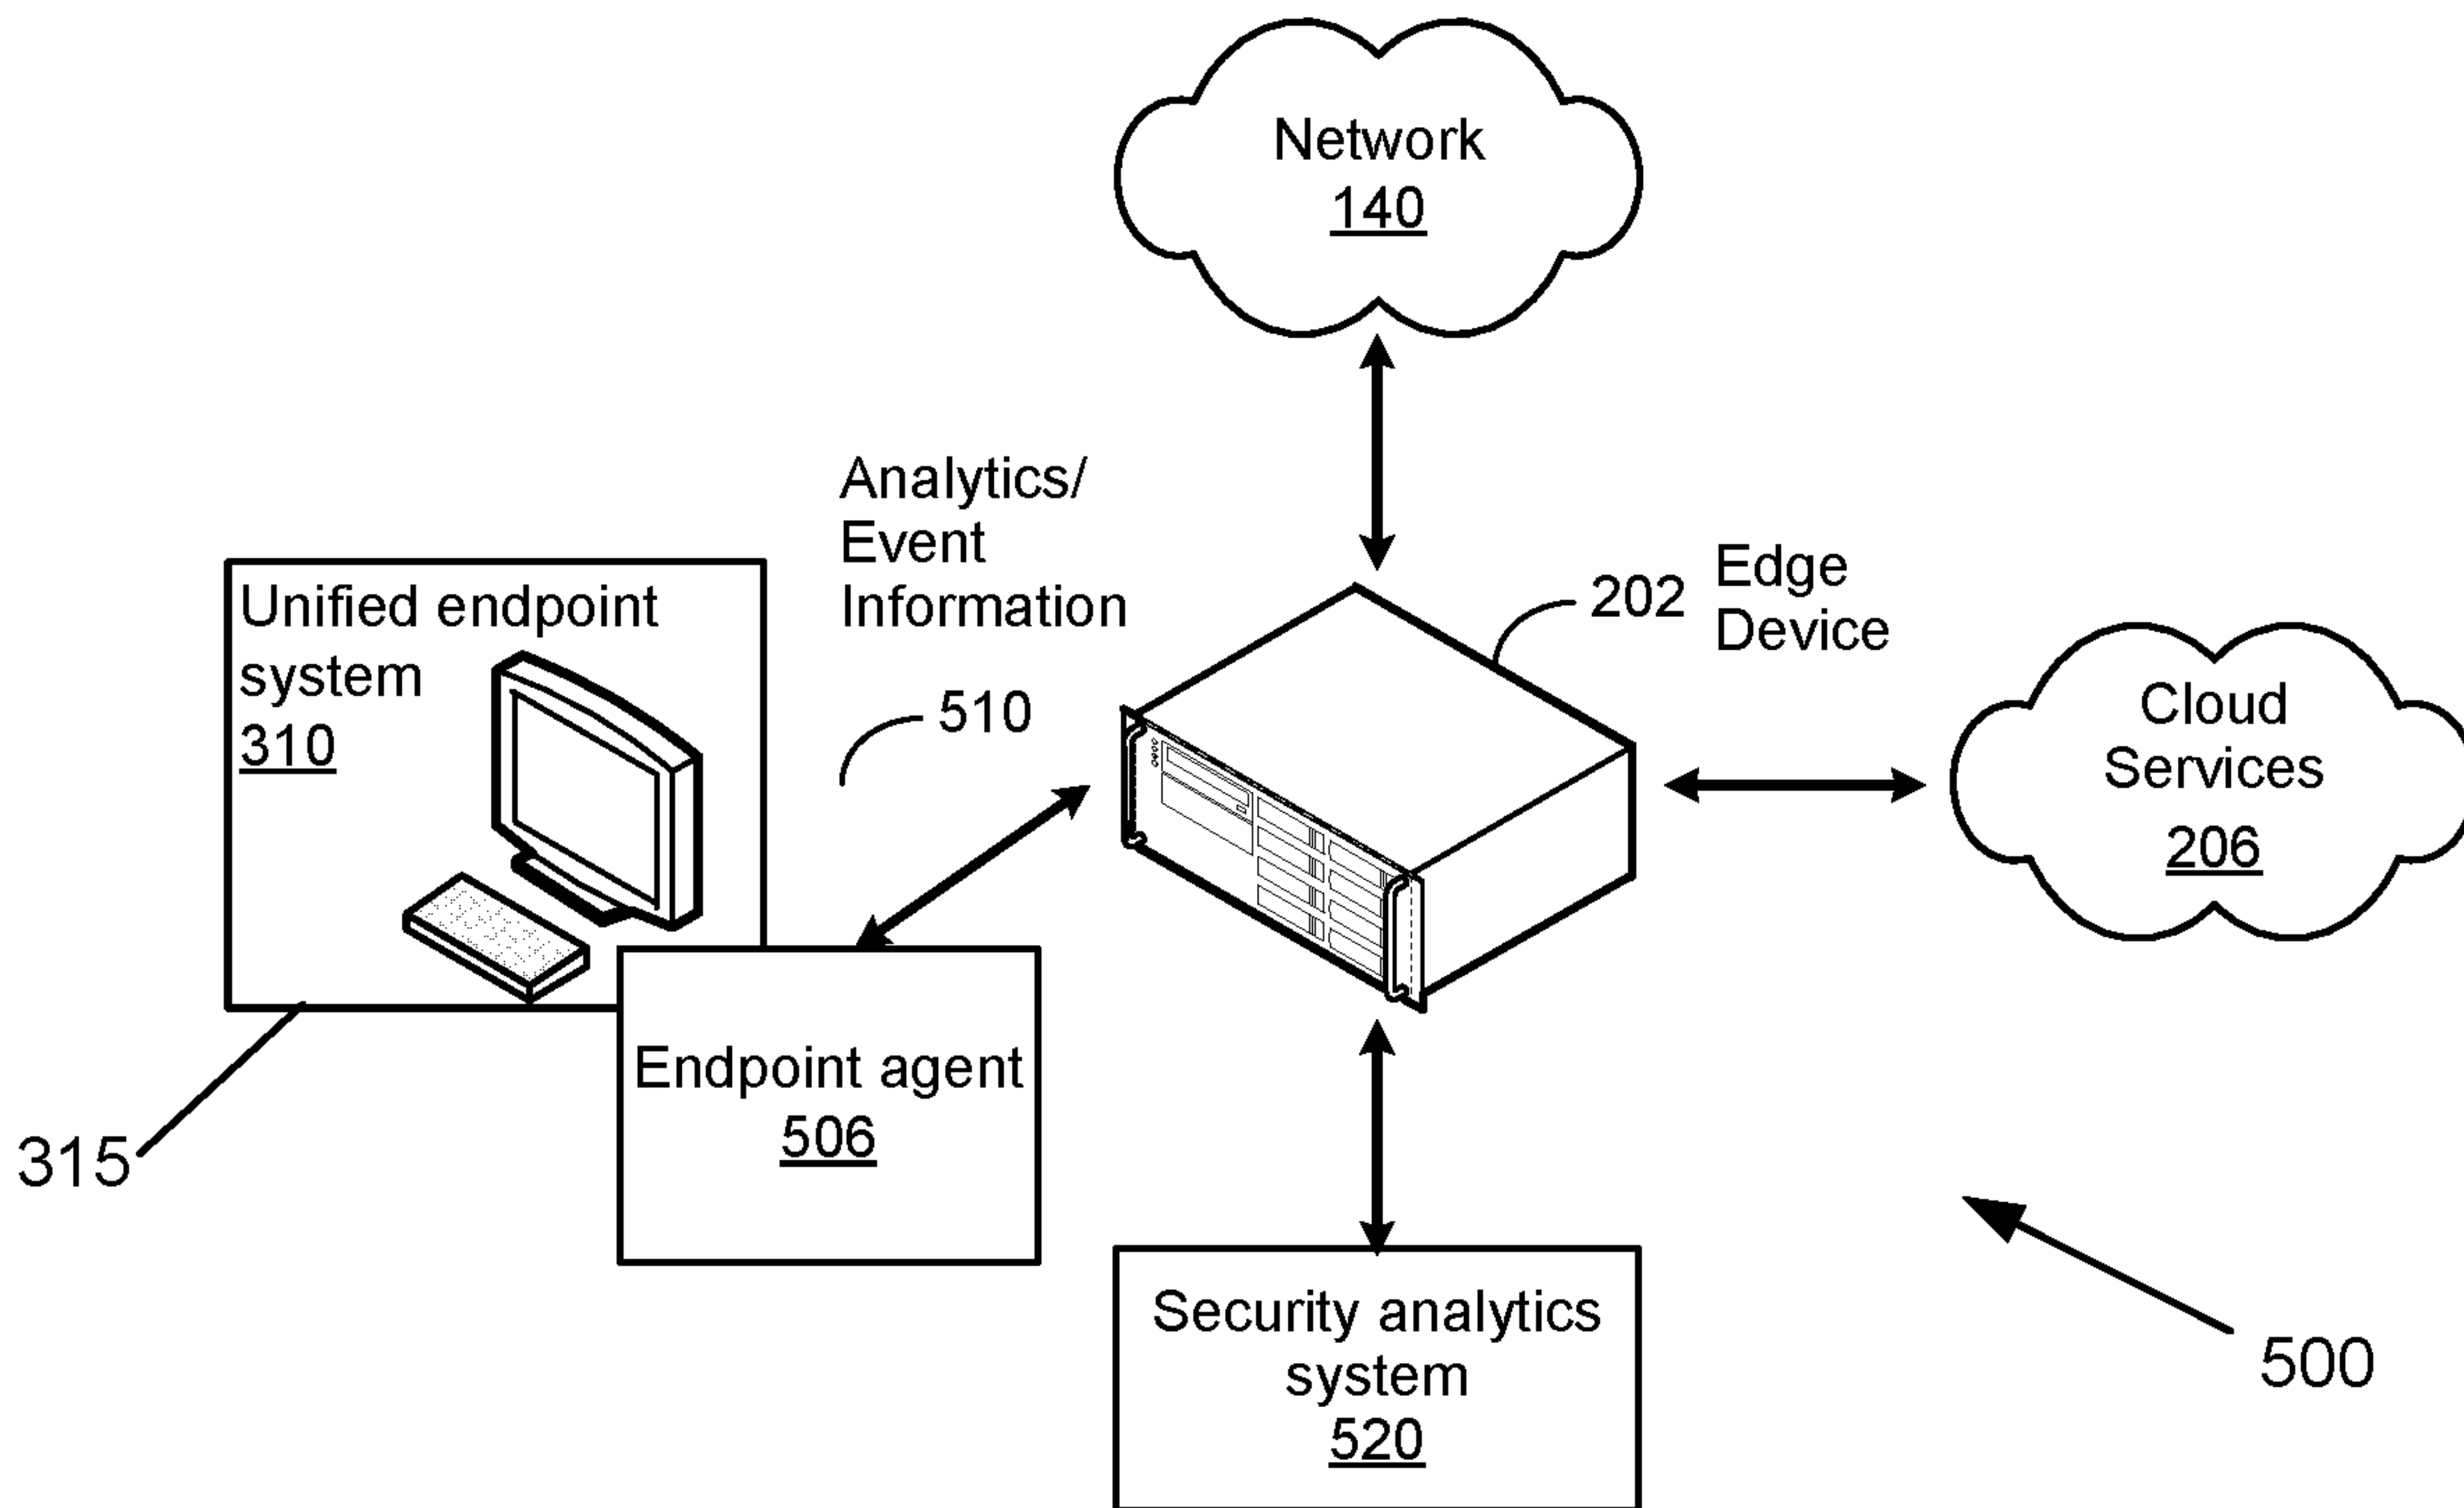 Network
140
Analytics/
Event
Information
510
202
Edge
Device
Unified endpoint
system
310
Cloud
Services
206
Endpoint agent
506
315
Security analytics
system
520
500